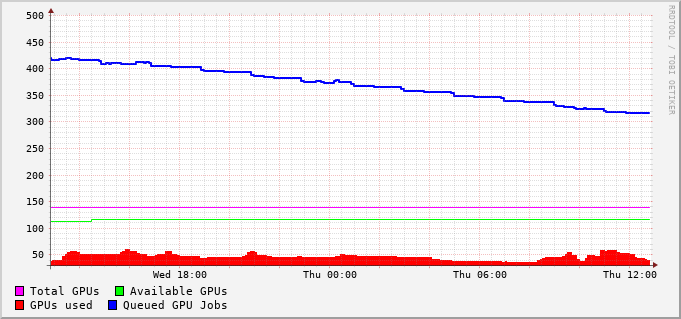 500
450
400
350
300
250
200
150
100
50
Wed 18:00 Thu 00:00 Thu 06:00 Thu 12:00
Total GPUs Available GPUs
GPUs used Queued GPU Jobs
RRDTOOL / TOBI OETIKER